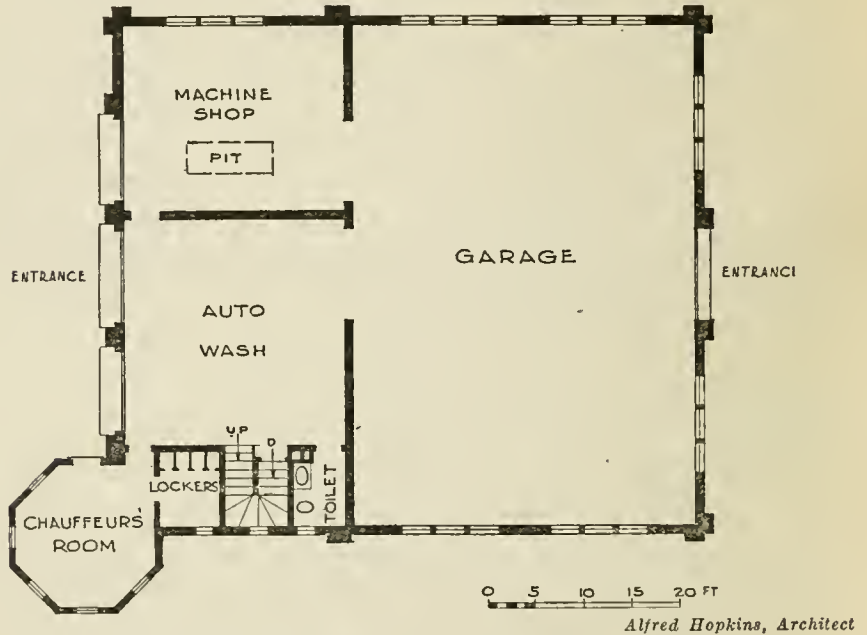 MACHINE
SHOP
PIT
ENTRANCE
GARAGE
ENTRANCI
AUTO
WASH
UP
D
LOCKERS
TOILET
CHAUFFEURS'
ROOM
0 5 10 15 20 FT
Alfred Hopkins, Architect